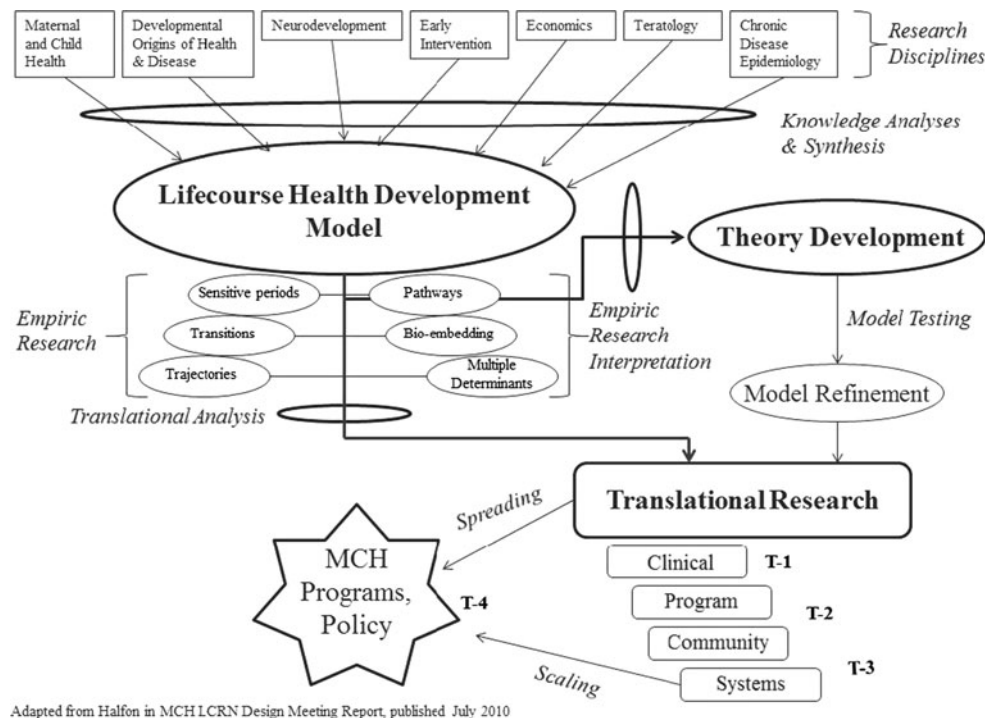 Maternal
and Child
Health
Developmental
Origins of Health
& Disease
Neurodevelopment
Early
Intervention
Economics
Teratology
Chronic
Disease
Epidemiology
Research
Disciplines
Knowledge Analyses
& Synthesis
Lifecourse Health Development
Model
Theory Development
Empiric
Research
Sensitive periods
Pathways
Transitions
Bio-embedding
Trajectories
Multiple
Determinants
Empiric
Research
Interpretation
Model Testing
Model Refinement
Translational Analysis
Translational Research
Spreading
MCH
Programs,
Policy
T-4
Clinical
T-1
Program
T-2
Community
T-3
Systems
Scaling
Adapted from Halfon in MCH LCRN Design Meeting Report, published July 2010